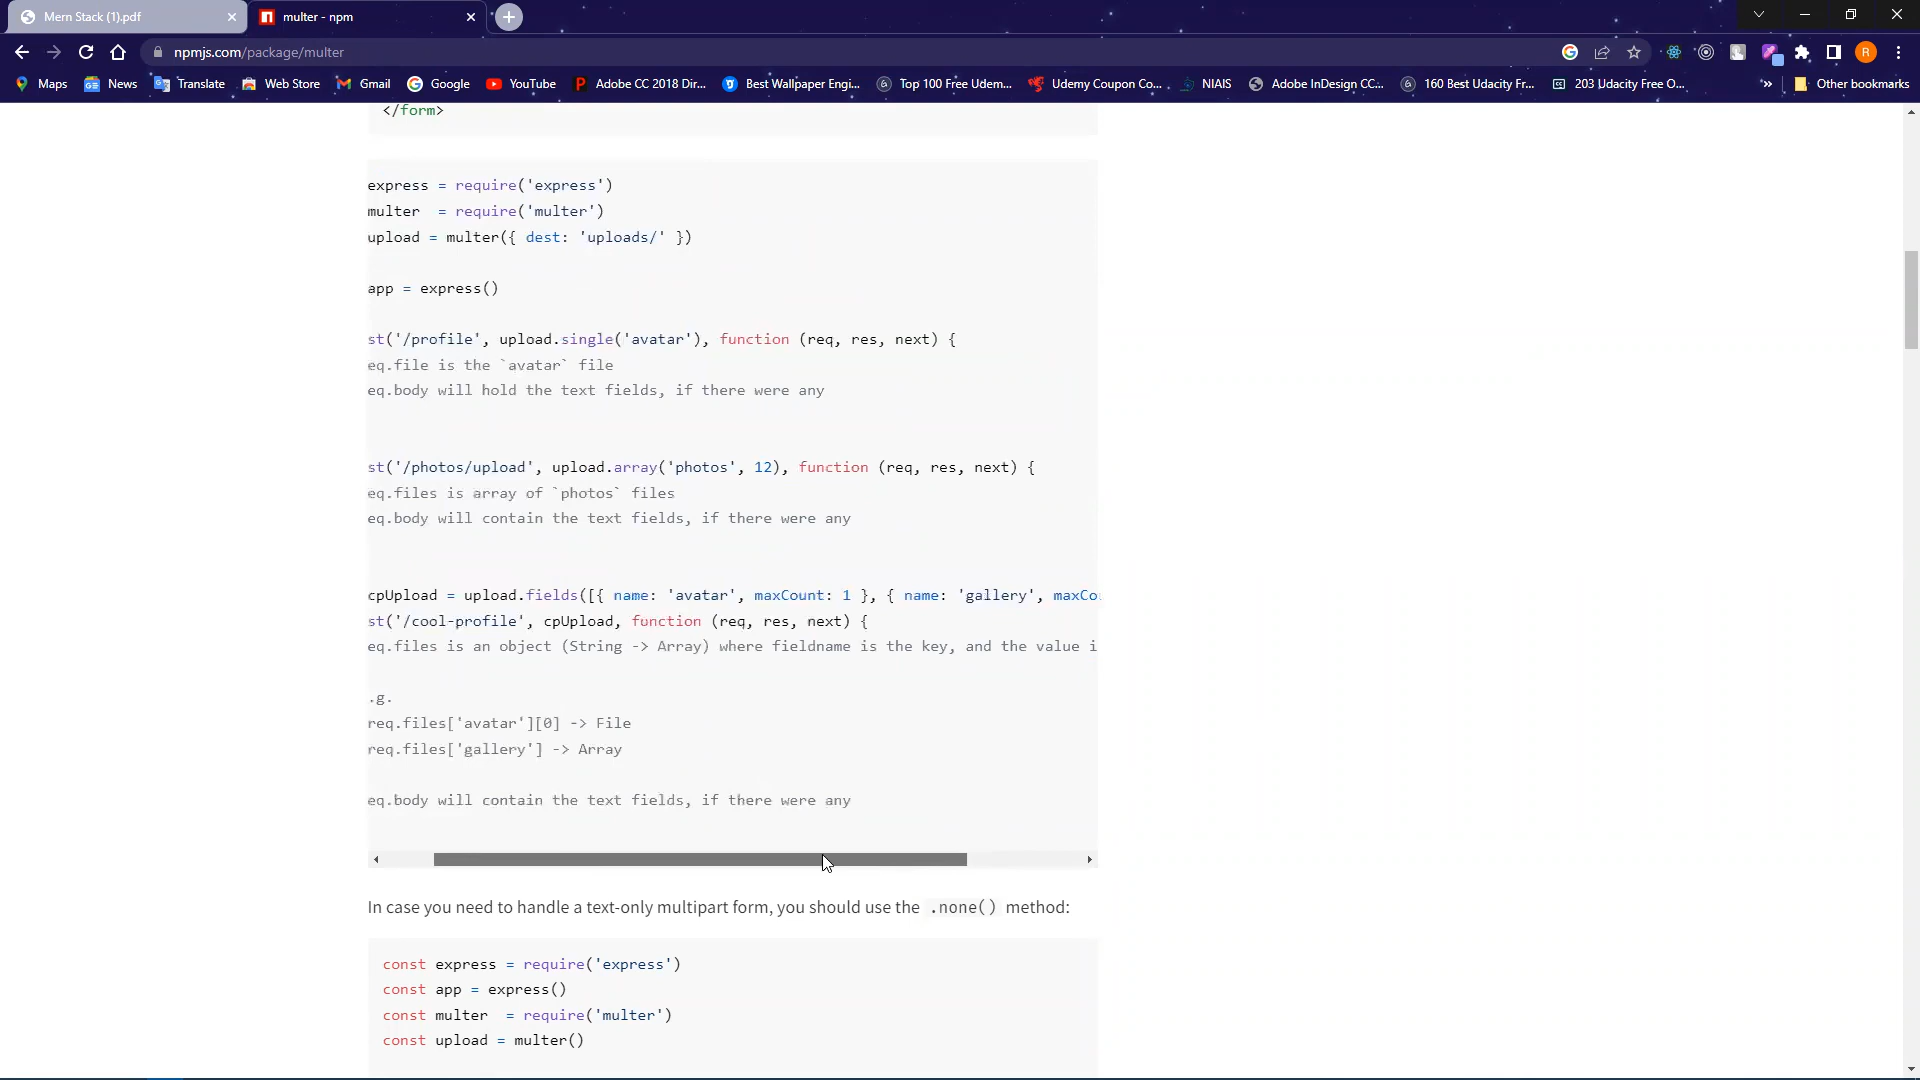 Mern Stack (1).pdf
multer - npm
npmjs.com/package/multer
Maps
News
Translate
Web Store
Gmail
Google
YouTube
Adobe CC 2018 Dir...
Best Wallpaper Engi...
Top 100 Free Udem...
Udemy Coupon Co...
NIAIS
Adobe InDesign CC...
160 Best Udacity Fr...
203 Udacity Free O...
Other bookmarks
</form>
express = require('express')
multer  = require('multer')
upload = multer({ dest: 'uploads/' })
app = express()
st('/profile', upload.single('avatar'), function (req, res, next) {
eq.file is the `avatar` file
eq.body will hold the text fields, if there were any
st('/photos/upload', upload.array('photos', 12), function (req, res, next) {
eq.files is array of `photos` files
eq.body will contain the text fields, if there were any
cpUpload = upload.fields([{ name: 'avatar', maxCount: 1 }, { name: 'gallery', maxCo
st('/cool-profile', cpUpload, function (req, res, next) {
eq.files is an object (String -> Array) where fieldname is the key, and the value i
.g.
req.files['avatar'][0] -> File
req.files['gallery'] -> Array
eq.body will contain the text fields, if there were any
In case you need to handle a text-only multipart form, you should use the .none() method:
const express = require('express')
const app = express()
const multer  = require('multer')
const upload = multer()